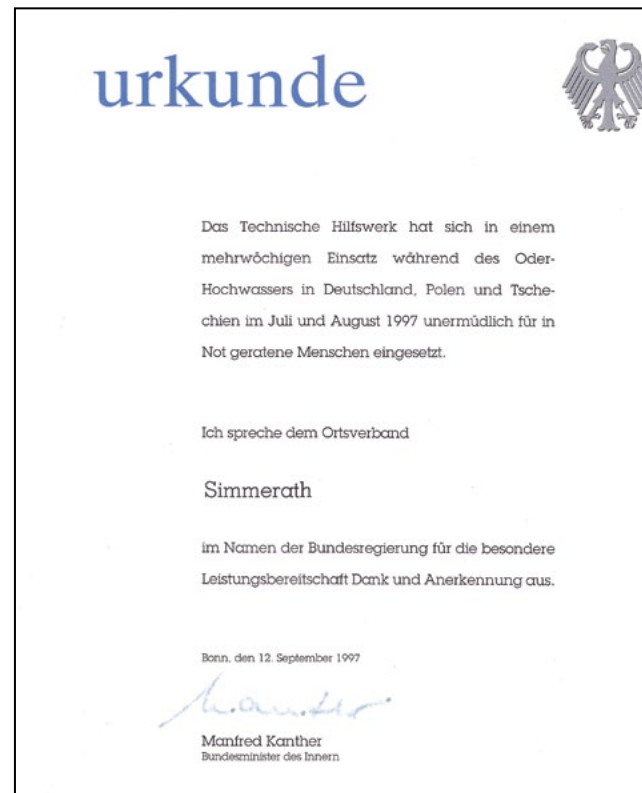 urkunde
Das Technische Hilfswerk hat sich in einem
mehrwöchigen Einsatz während des Oder-
Hochwassers in Deutschland, Polen und Tsche-
chien im Juli und August 1997 unermüdlich für in
Not geratene Menschen eingesetzt.
Ich spreche dem Ortsverband
Simmerath
im Namen der Bundesregierung für die besondere
Leistungsbereitschaft Dank und Anerkennung aus.
Bonn, den 12. September 1997
Manfred Kanther
Bundesminister des Innern